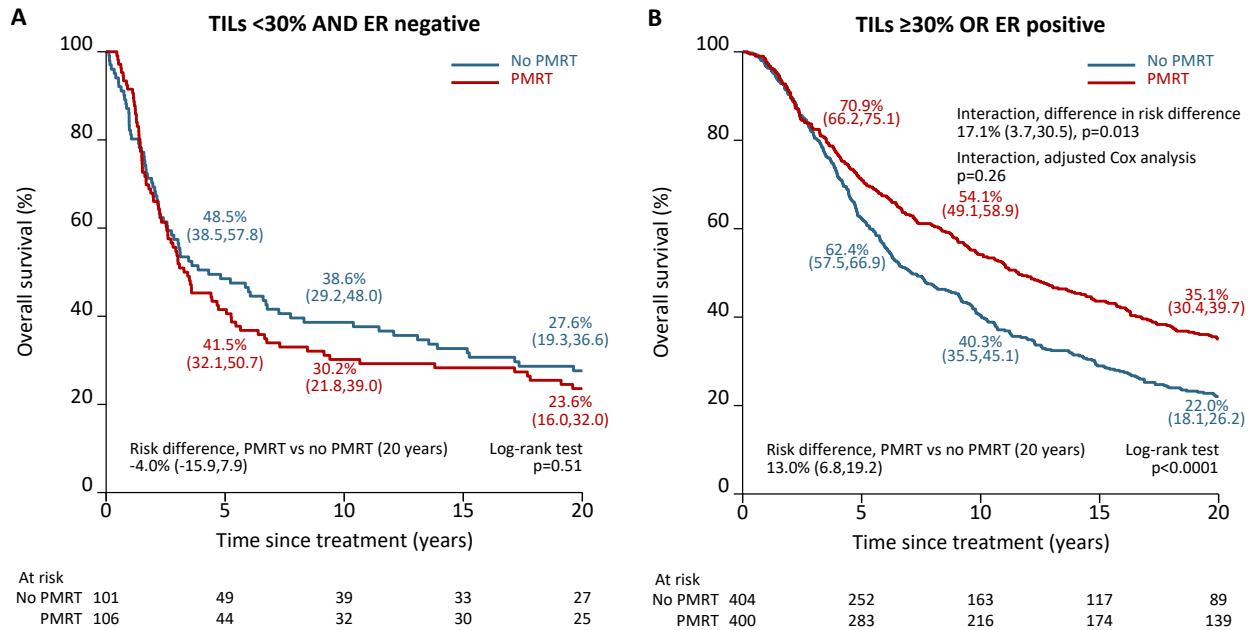 A
TILs <30% AND ER negative
No PMRT
PMRT
Overall survival (%)
100
80
60
40
20
0
48.5%
(38.5,57.8)
38.6%
(29.2,48.0)
27.6%
(19.3,36.6)
41.5%
(32.1,50.7)
30.2%
(21.8,39.0)
23.6%
(16.0,32.0)
Risk difference, PMRT vs no PMRT (20 years)
-4.0% (-15.9,7.9)
Log-rank test
p=0.51
0 5 10 15 20
Time since treatment (years)
At risk
No PMRT 101 49 39 33 27
PMRT 106 44 32 30 25
B
TILs ≥30% OR ER positive
No PMRT
PMRT
Overall survival (%)
100
80
60
40
20
0
70.9%
(66.2,75.1)
Interaction, difference in risk difference
17.1% (3.7,30.5), p=0.013
Interaction, adjusted Cox analysis
p=0.26
54.1%
(49.1,58.9)
62.4%
(57.5,66.9)
35.1%
(30.4,39.7)
40.3%
(35.5,45.1)
22.0%
(18.1,26.2)
Risk difference, PMRT vs no PMRT (20 years)
13.0% (6.8,19.2)
Log-rank test
p<0.0001
0 5 10 15 20
Time since treatment (years)
At risk
No PMRT 404 252 163 117 89
PMRT 400 283 216 174 139